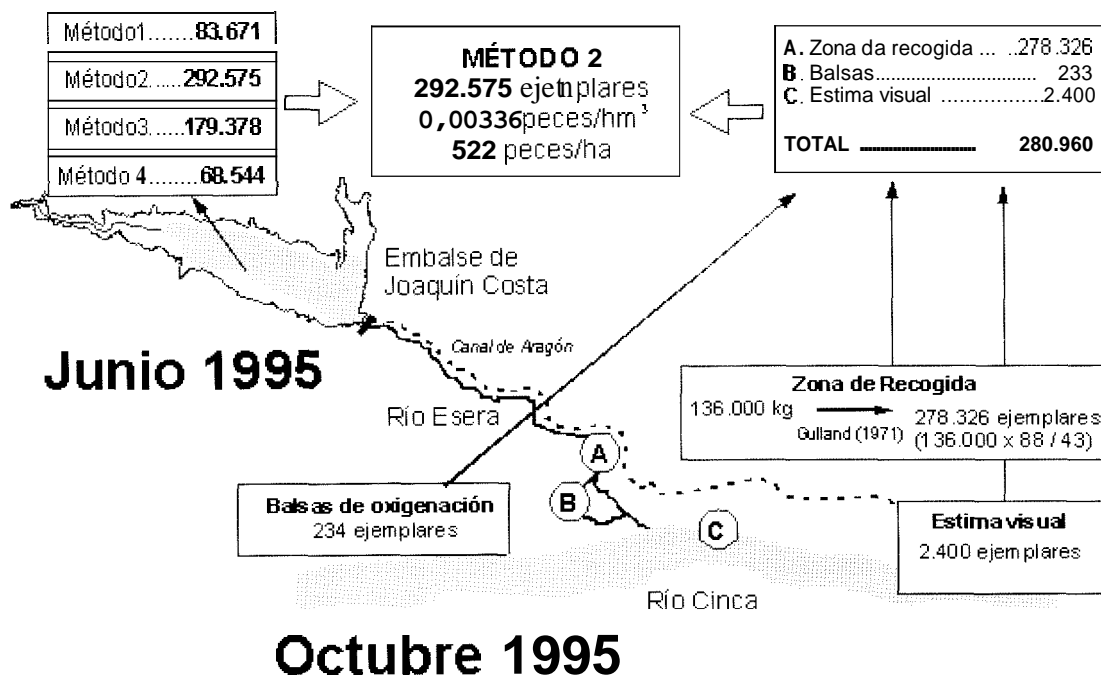 Método1.......83.671
Método2......292.575
Método3......179.378
Método 4........68.544
MÉTODO 2
292.575 ejemplares
0,00336peces/hm³
522 peces/ha
A. Zona da recogida ... ..278.326
B. Balsas............................... 233
C. Estima visual ..................2.400
TOTAL ........................... 280.960
Embalse de
Joaquín Costa
Junio 1995
Canal de Aragón
Río Esera
Zona de Recogida
136.000 kg
278.326 ejemplares
Gulland (1971) (136.000 x 88 / 43)
A
Balsas de oxigenación
234 ejemplares
B
C
Estima visual
2.400 ejemplares
Río Cinca
Octubre 1995